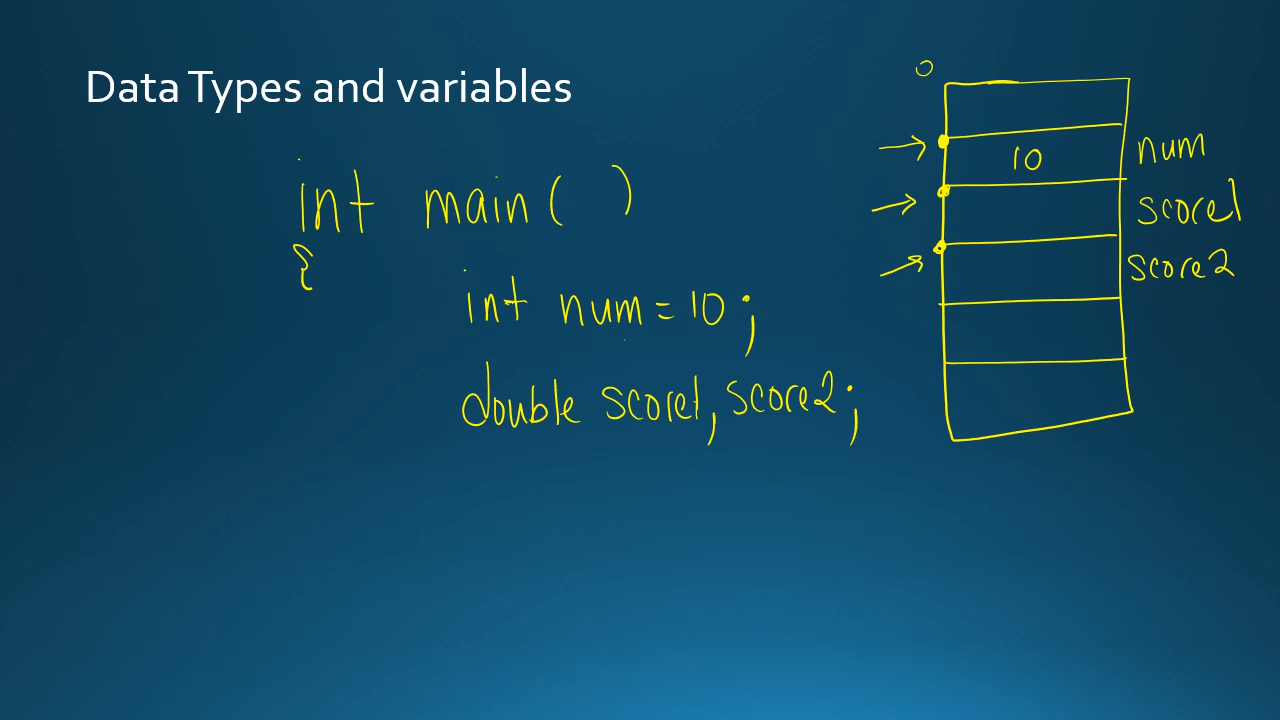 Data Types and variables
int main( )
{
int num = 10 ;
double score1, score2 ;
0
10
num
score1
score2